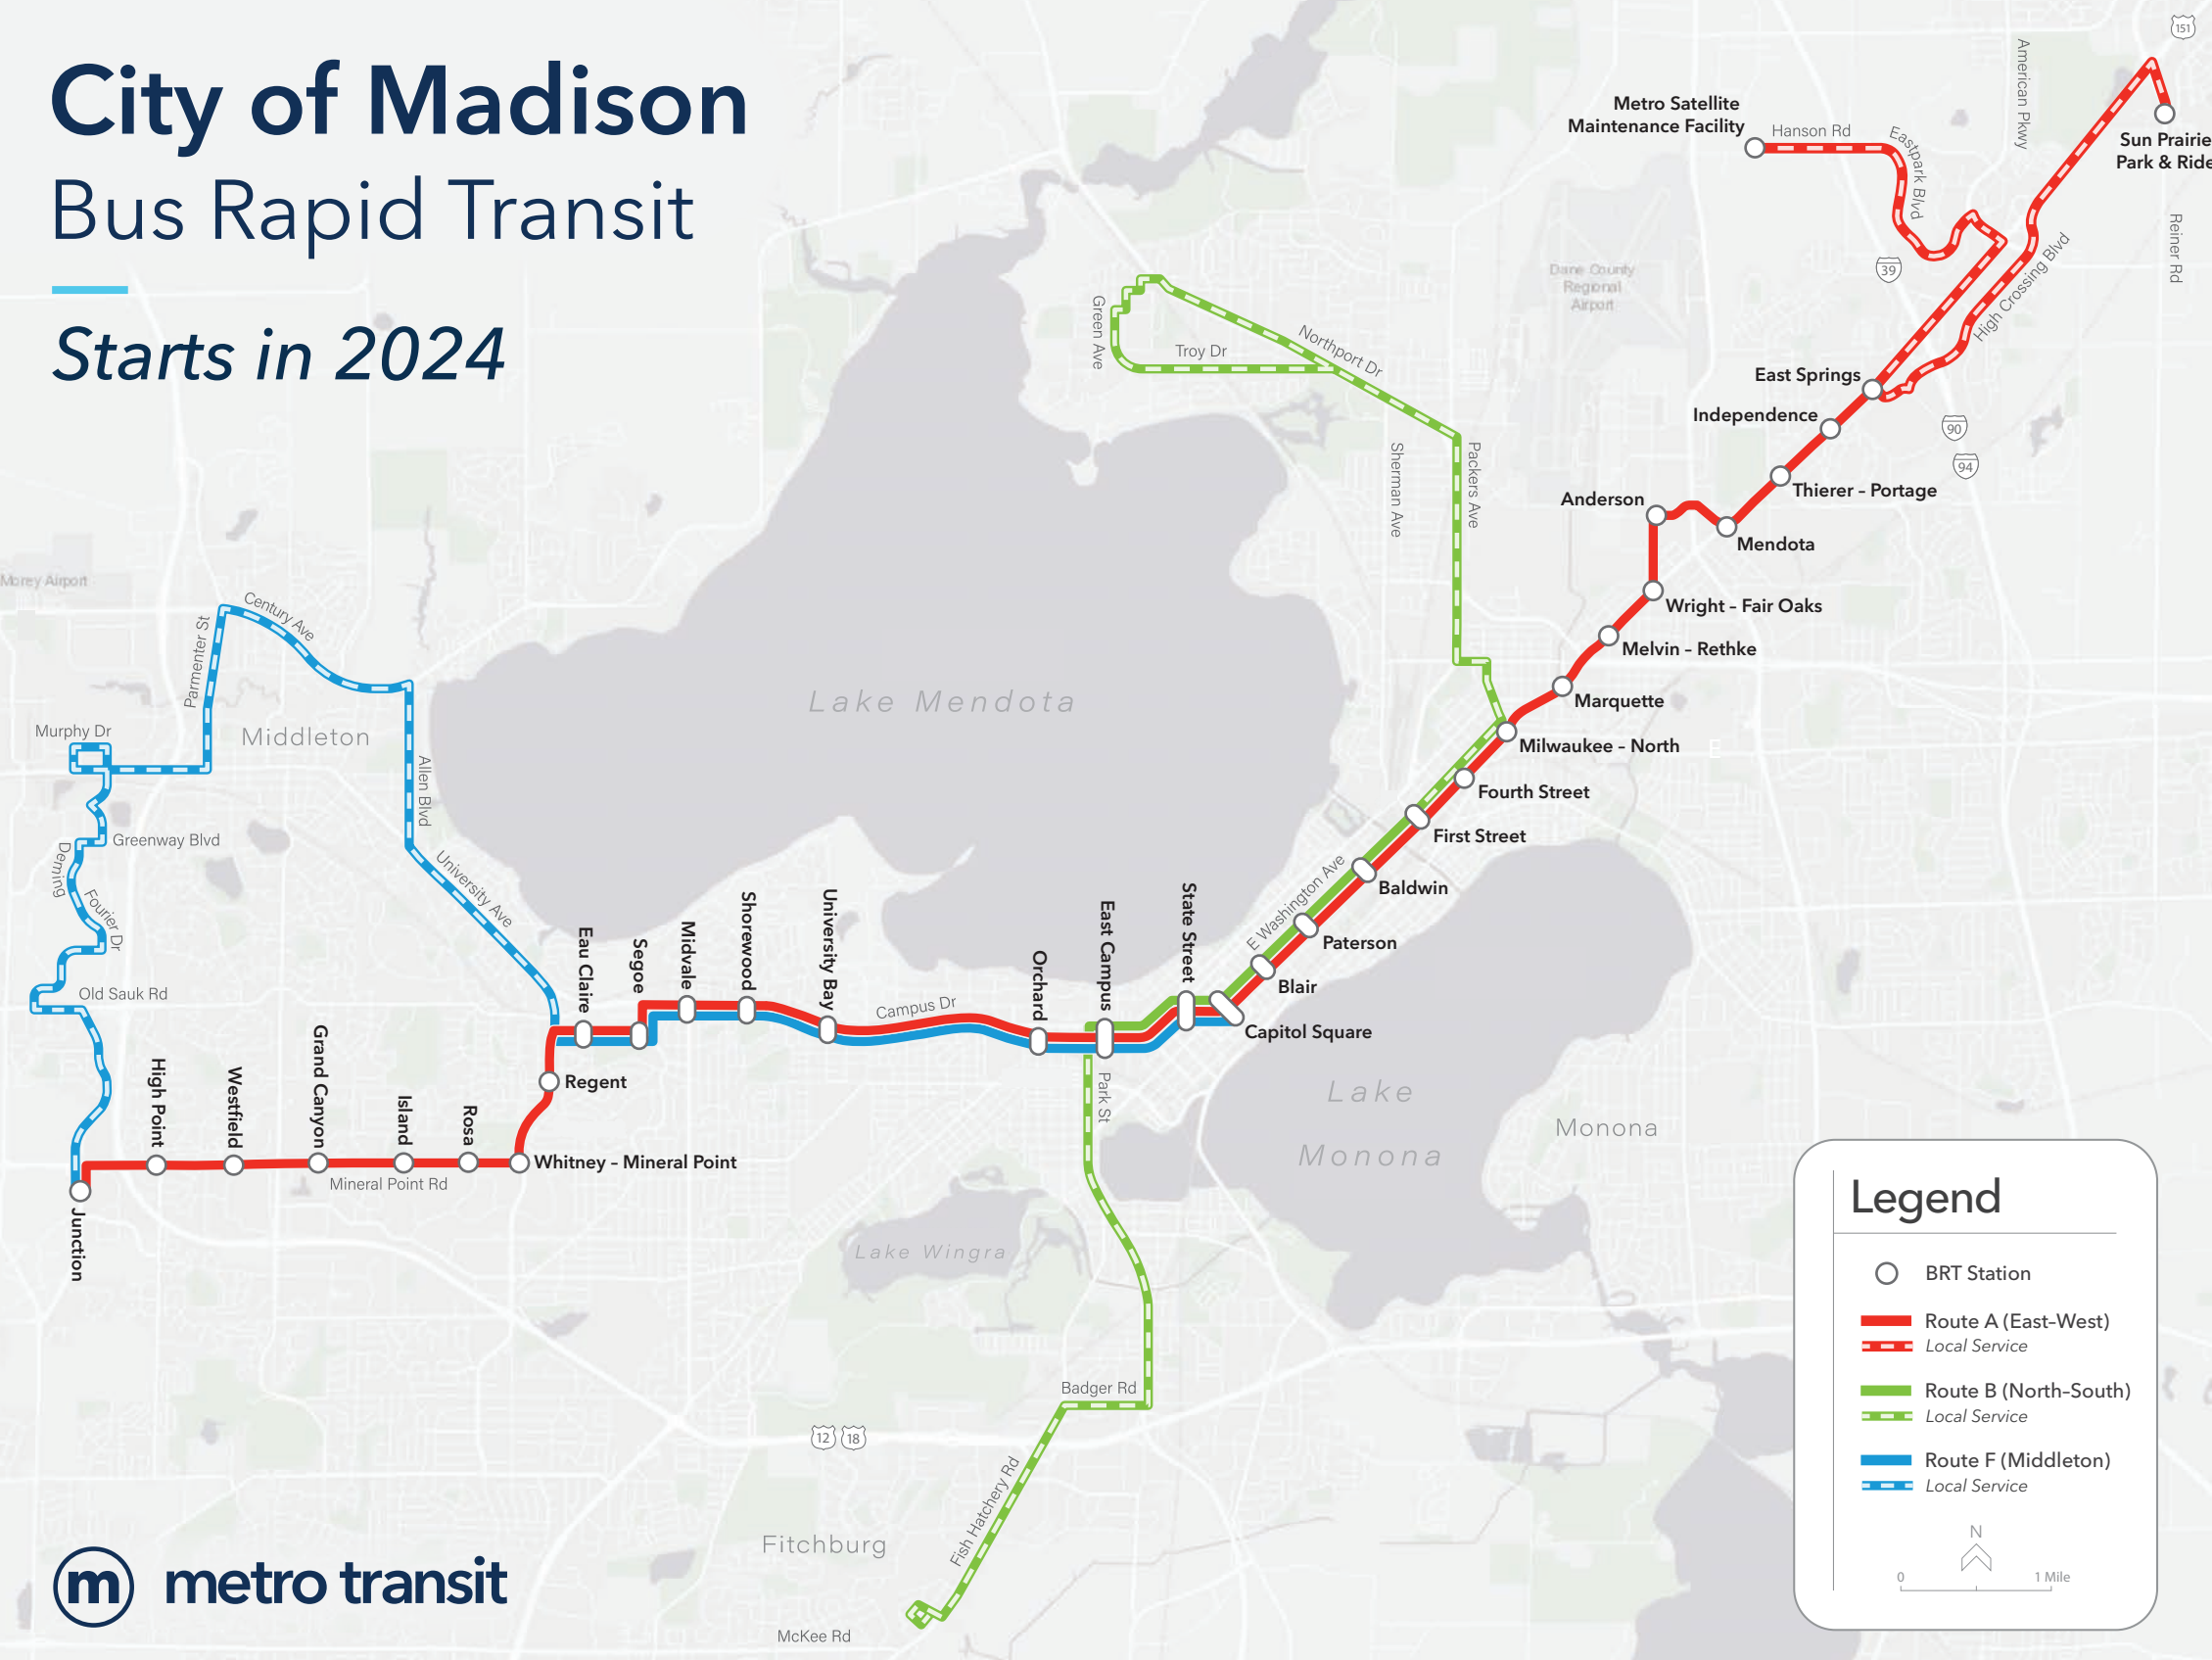 City of Madison
Bus Rapid Transit
Starts in 2024
151
American Pkwy
Metro Satellite
Maintenance Facility
Hanson Rd
Eastpark Blvd
Sun Prairie
Park & Ride
Reiner Rd
39
High Crossing Blvd
Dane County
Regional
Airport
Green Ave
Troy Dr
Northport Dr
East Springs
Independence
90
94
Sherman Ave
Packers Ave
Thierer – Portage
Anderson
Mendota
Morey Airport
Century Ave
Parmenter St
Wright – Fair Oaks
Melvin – Rethke
Marquette
Lake Mendota
Murphy Dr
Middleton
Milwaukee – North
E
Allen Blvd
Fourth Street
Greenway Blvd
First Street
Deming
Fourier Dr
University Ave
E Washington Ave
Baldwin
Paterson
Eau Claire
Segoe
Midvale
Shorewood
University Bay
Orchard
East Campus
State Street
Blair
Old Sauk Rd
Campus Dr
Capitol Square
High Point
Westfield
Grand Canyon
Island
Rosa
Regent
Park St
Lake
Monona
Monona
Whitney – Mineral Point
Mineral Point Rd
Junction
Lake Wingra
Badger Rd
12
18
Fish Hatchery Rd
Fitchburg
McKee Rd
m metro transit
Legend
BRT Station
Route A (East–West)
Local Service
Route B (North–South)
Local Service
Route F (Middleton)
Local Service
N
0 1 Mile